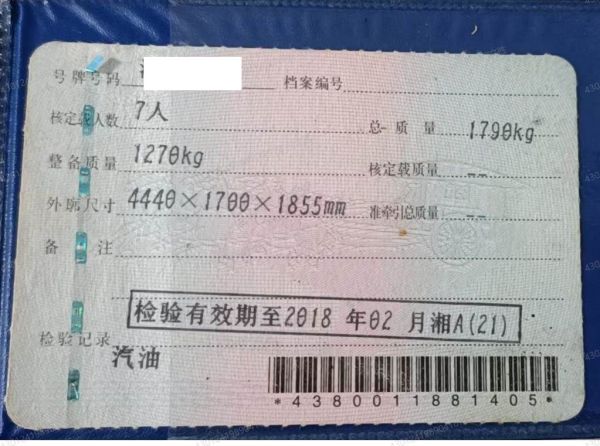 号牌号码 档案编号
核定载人数 7人 总质量 1790kg
整备质量 1270kg 核定载质量 --
外廓尺寸 4440×1700×1855mm 准牵引总质量 --
备注
检验有效期至2018年02月湘A(21)
检验记录
汽油
*4380011881405*